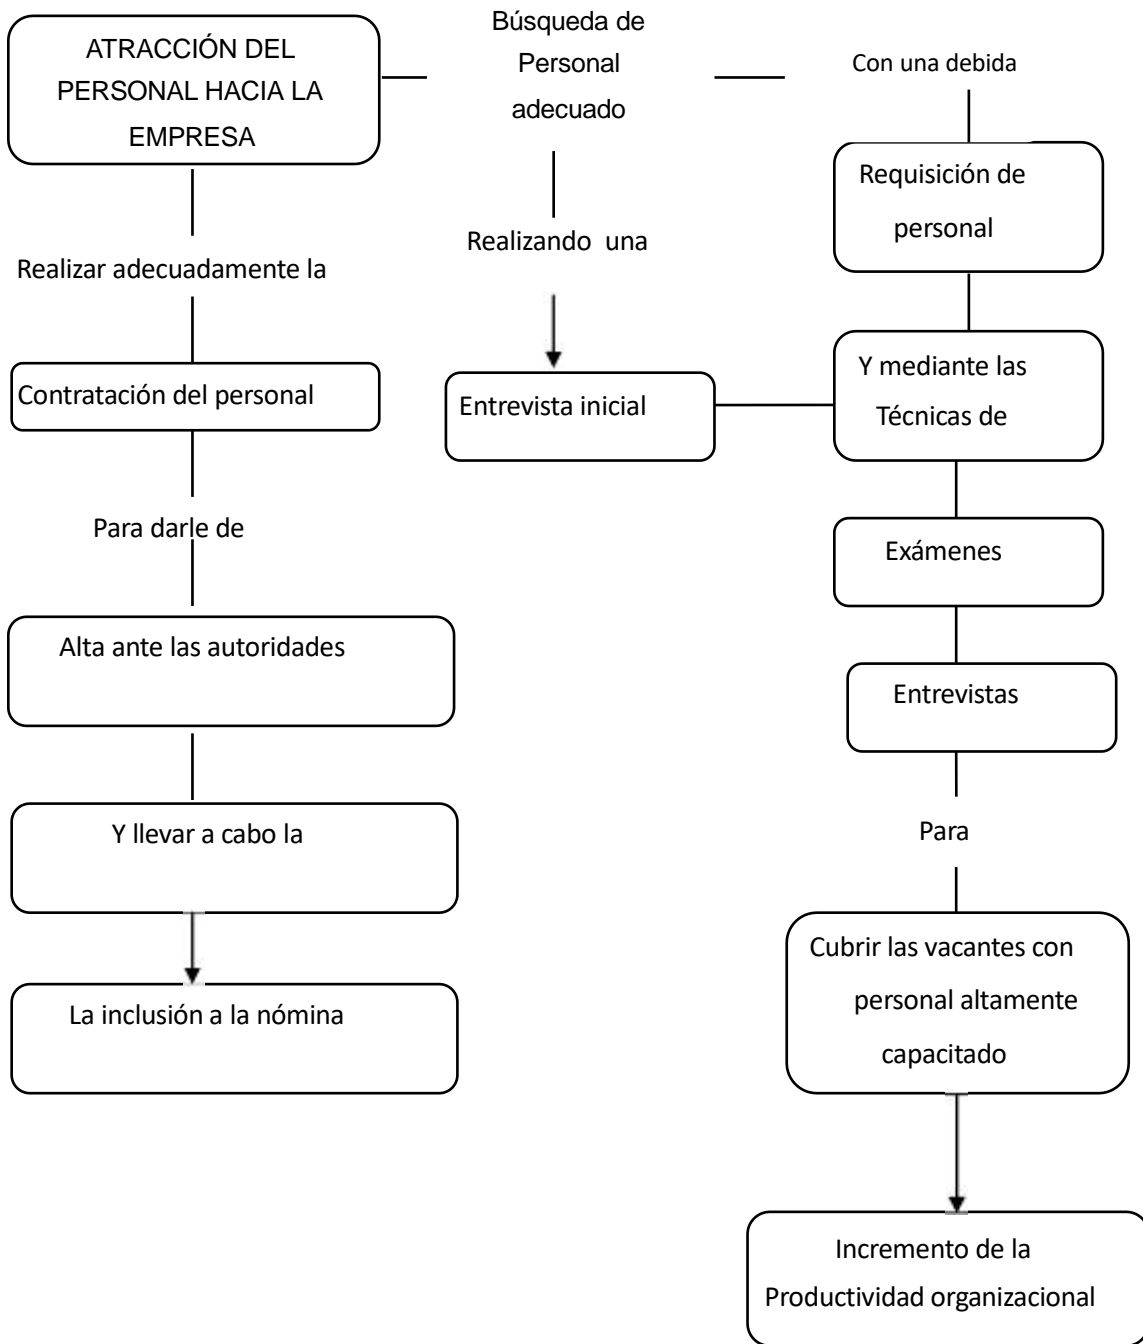 ATRACCIÓN DEL
PERSONAL HACIA LA
EMPRESA
Búsqueda de
Personal
adecuado
Con una debida
Requisición de
personal
Realizando una
Realizar adecuadamente la
Contratación del personal
Entrevista inicial
Y mediante las
Técnicas de
Para darle de
Exámenes
Alta ante las autoridades
Entrevistas
Y llevar a cabo la
Para
La inclusión a la nómina
Cubrir las vacantes con
personal altamente
capacitado
Incremento de la
Productividad organizacional